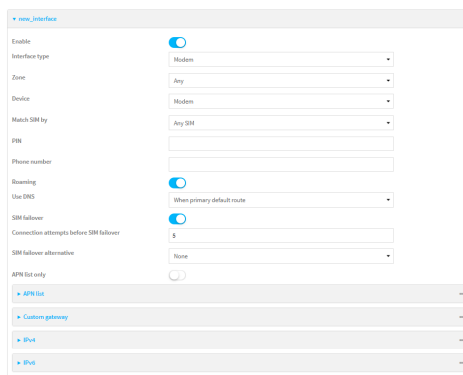 new_interface
Enable
Interface type
Modem
Zone
Any
Device
Modem
Match SIM by
Any SIM
PIN
Phone number
Roaming
Use DNS
When primary default route
SIM failover
Connection attempts before SIM failover
5
SIM failover alternative
None
APN list only
APN list
Custom gateway
IPv4
IPv6